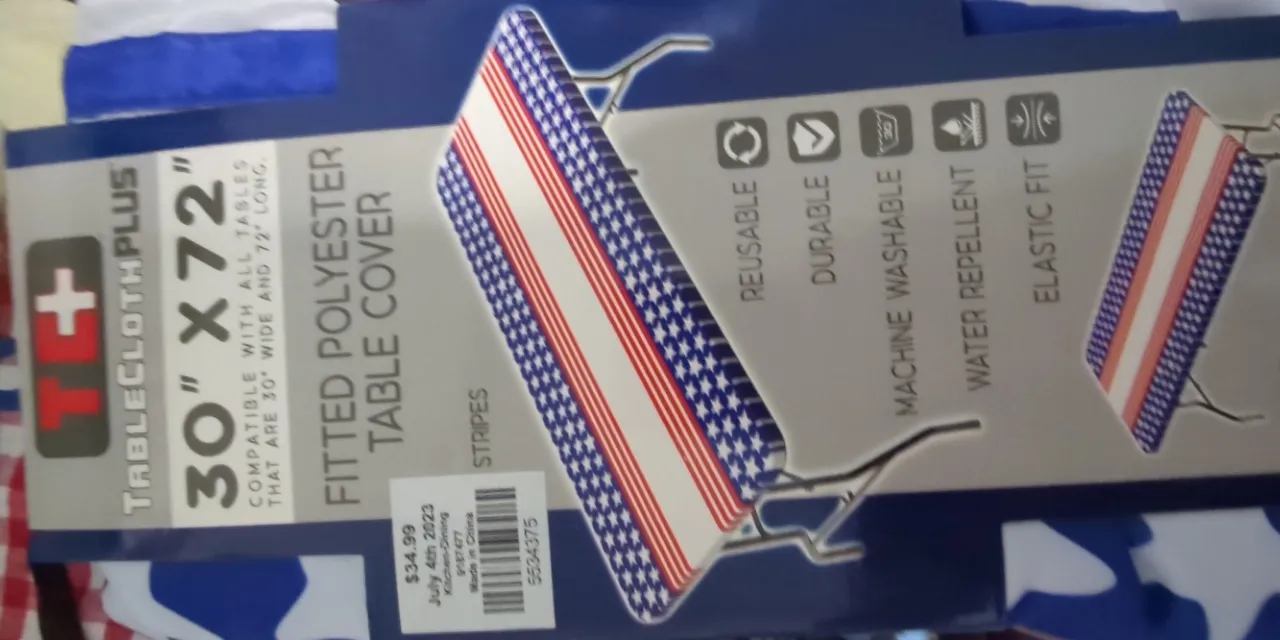 TC+
TABLECLOTHPLUS
30" X 72"
COMPATIBLE WITH ALL TABLES
THAT ARE 30" WIDE AND 72" LONG.
FITTED POLYESTER
TABLE COVER
STRIPES
$34.99
July 4th 2023
Kitchen-Dining
9187477
Made in China
5534375
REUSABLE
DURABLE
MACHINE WASHABLE
WATER REPELLENT
ELASTIC FIT